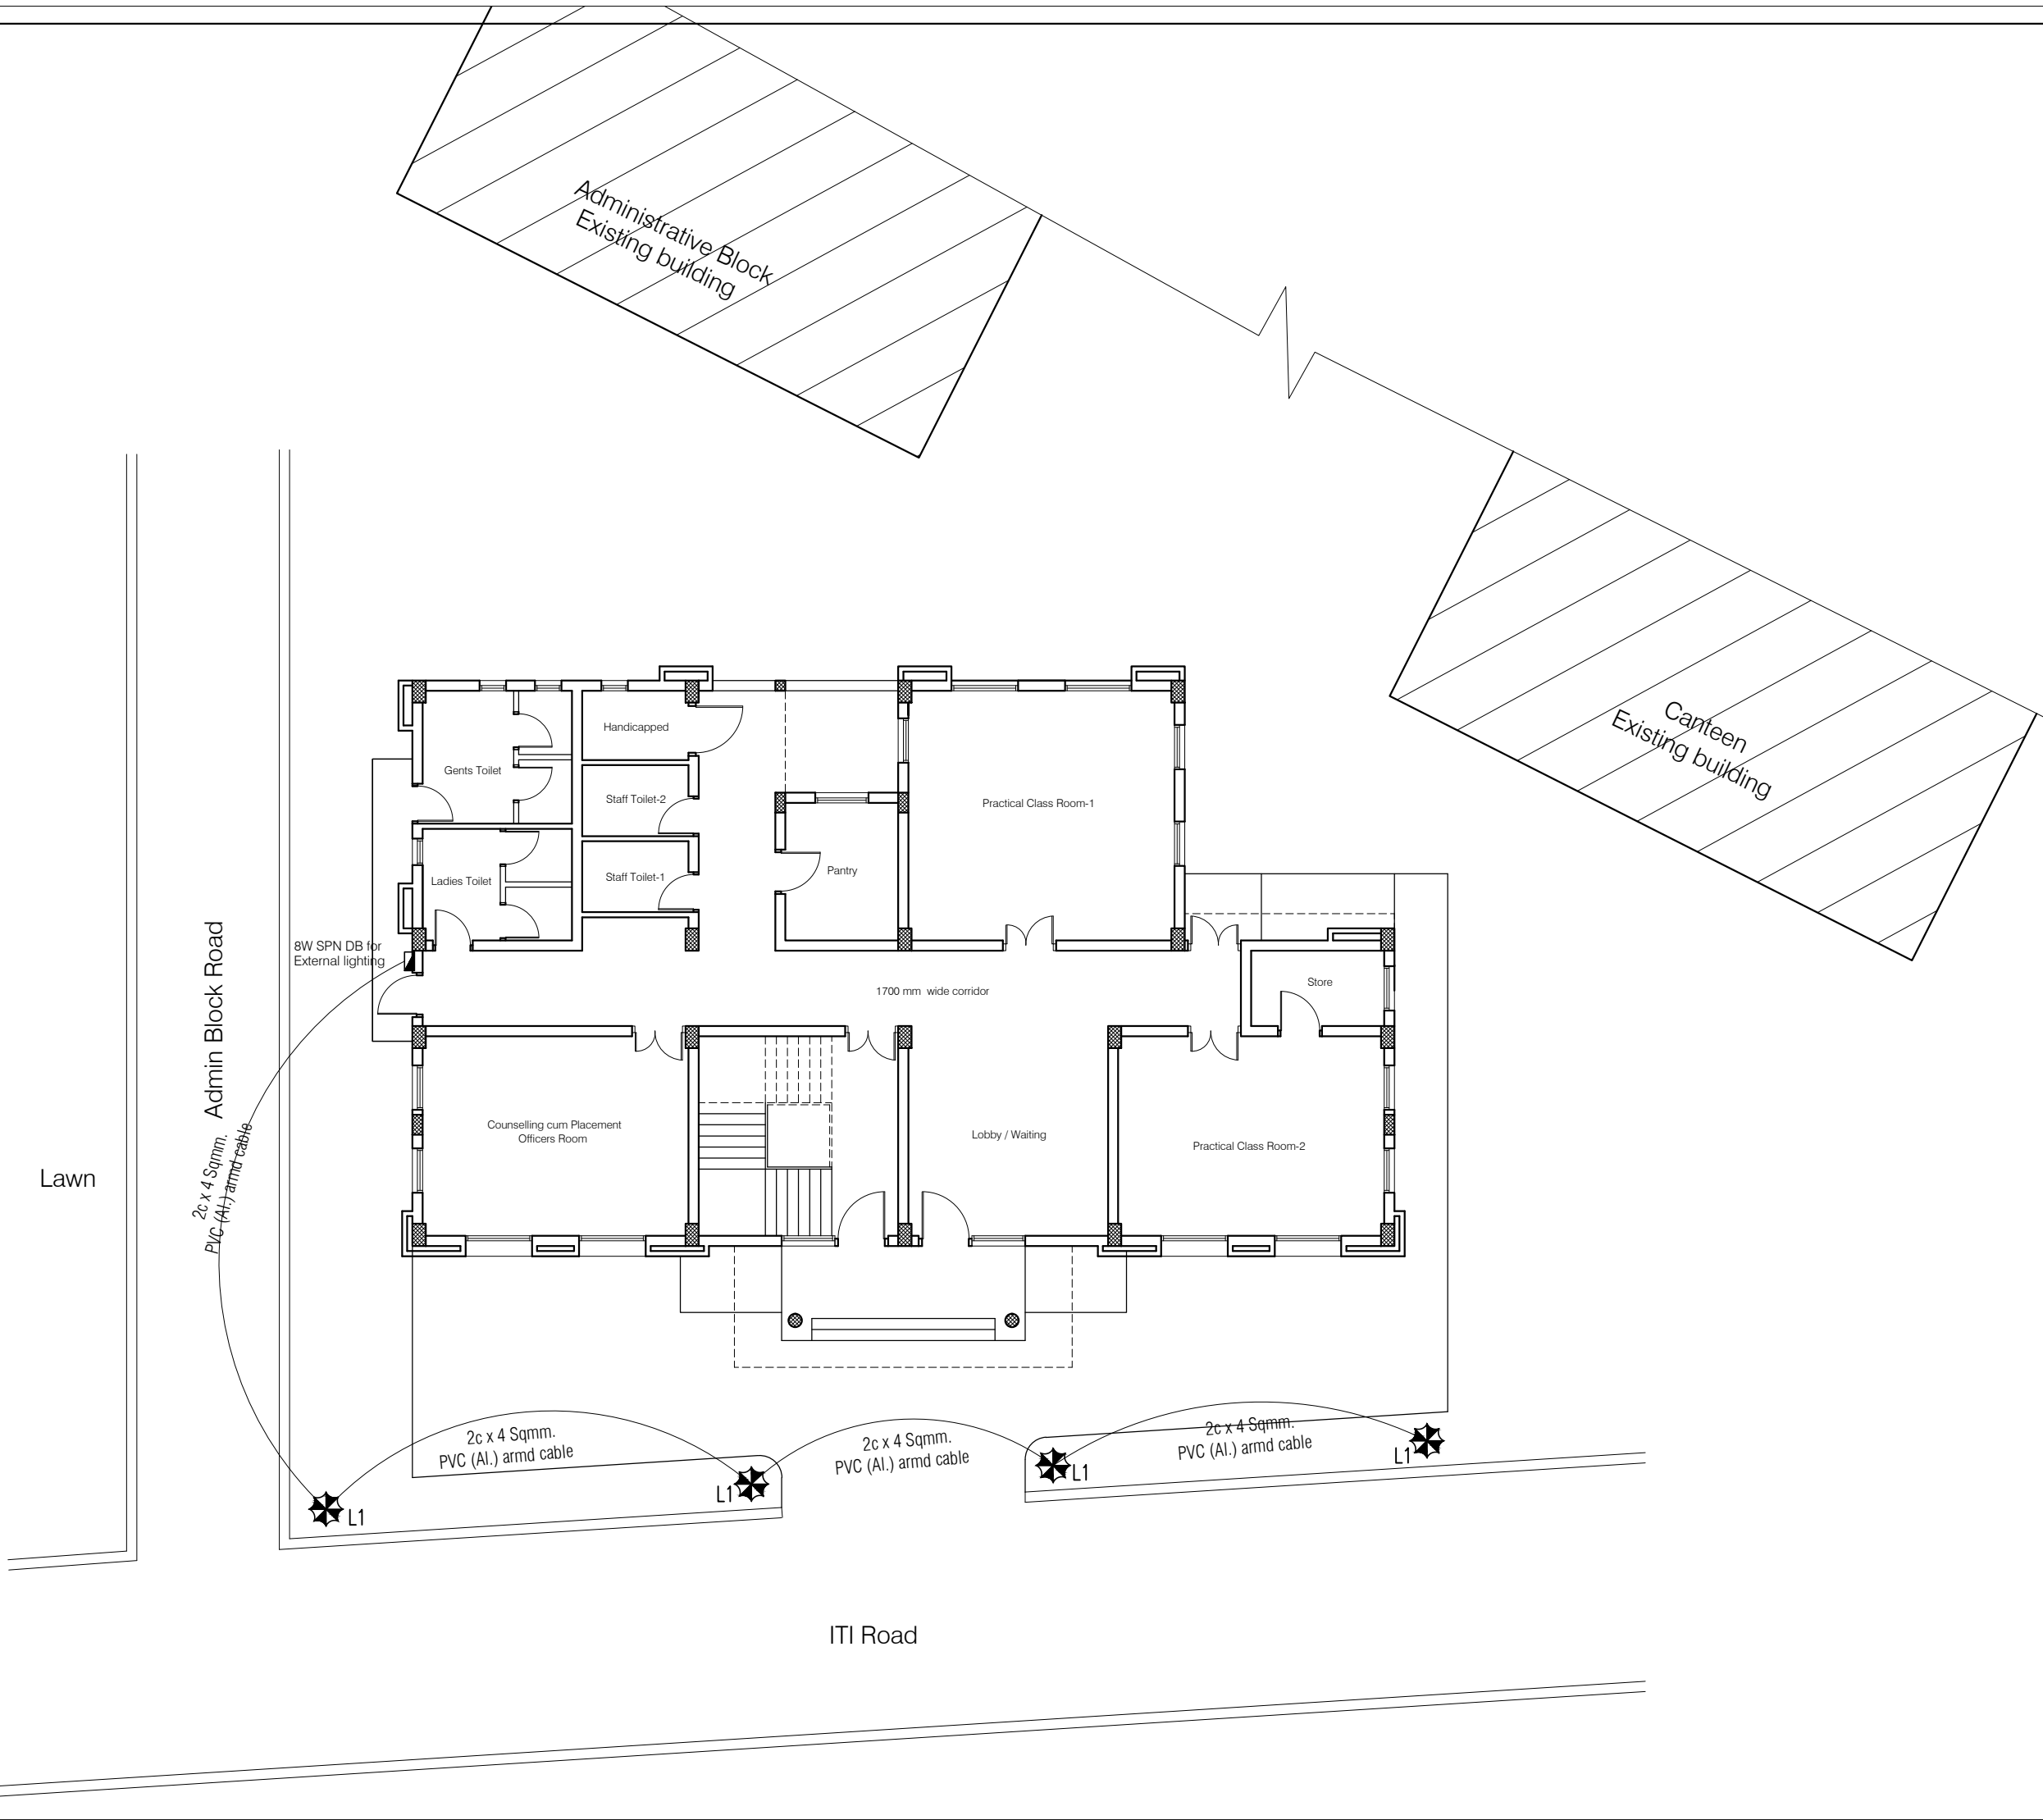 Administrative Block
Existing building
Canteen
Existing building
Handicapped
Gents Toilet
Staff Toilet-2
Practical Class Room-1
Pantry
Staff Toilet-1
Ladies Toilet
8W SPN DB for
External lighting
Store
1700 mm  wide corridor
Admin Block Road
Counselling cum Placement
Officers Room
Lobby / Waiting
Practical Class Room-2
Lawn
2c x 4 Sqmm.
PVC (Al.) armd cable
2c x 4 Sqmm.
PVC (Al.) armd cable
2c x 4 Sqmm.
PVC (Al.) armd cable
2c x 4 Sqmm.
PVC (Al.) armd cable
L1
L1
L1
L1
ITI Road